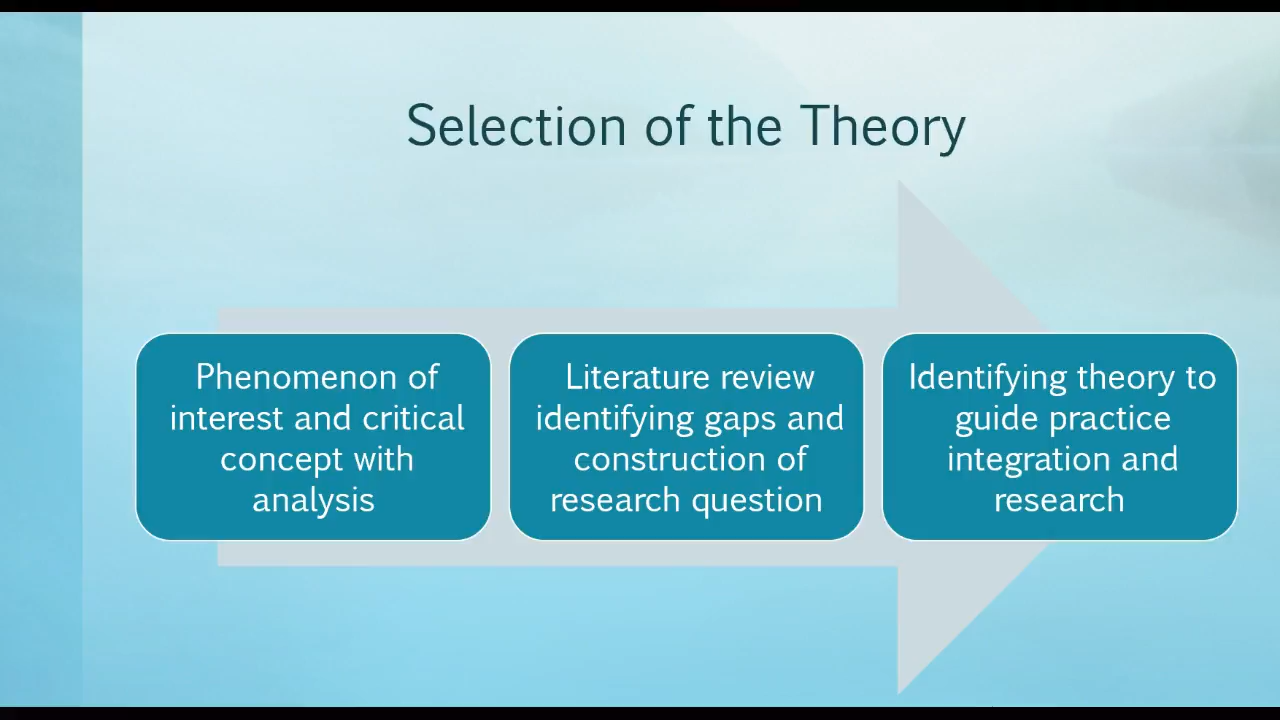 Selection of the Theory
Phenomenon of
interest and critical
concept with
analysis
Literature review
identifying gaps and
construction of
research question
Identifying theory to
guide practice
integration and
research